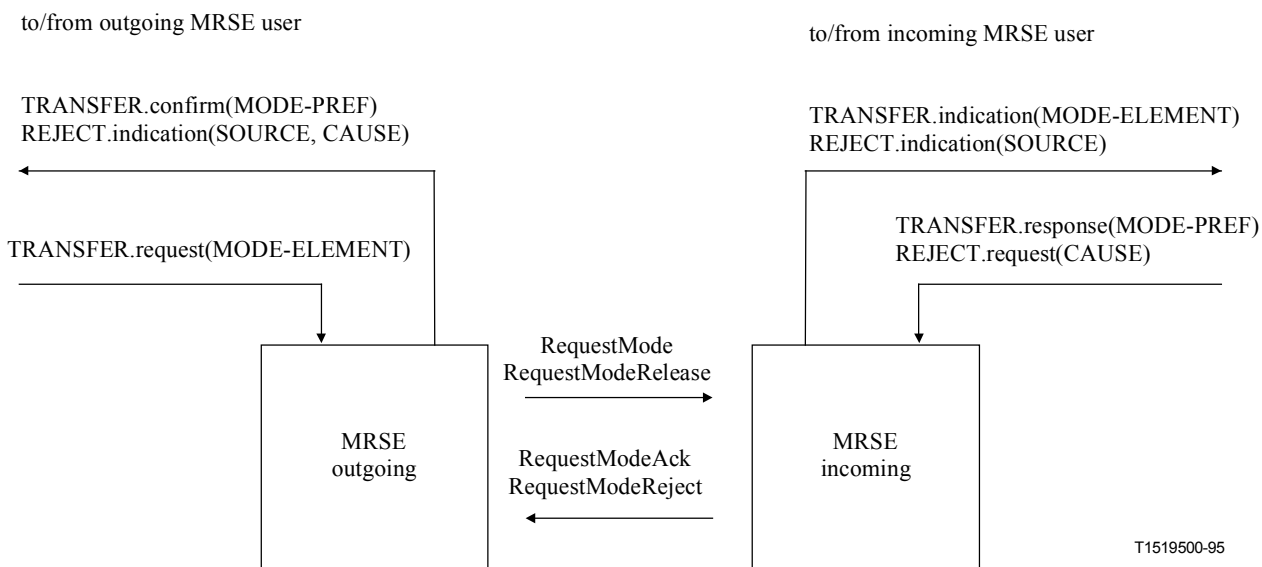 to/from outgoing MRSE user
to/from incoming MRSE user
TRANSFER.confirm(MODE-PREF)
REJECT.indication(SOURCE, CAUSE)
TRANSFER.indication(MODE-ELEMENT)
REJECT.indication(SOURCE)
TRANSFER.request(MODE-ELEMENT)
TRANSFER.response(MODE-PREF)
REJECT.request(CAUSE)
RequestMode
RequestModeRelease
MRSE
outgoing
RequestModeAck
RequestModeReject
MRSE
incoming
T1519500-95